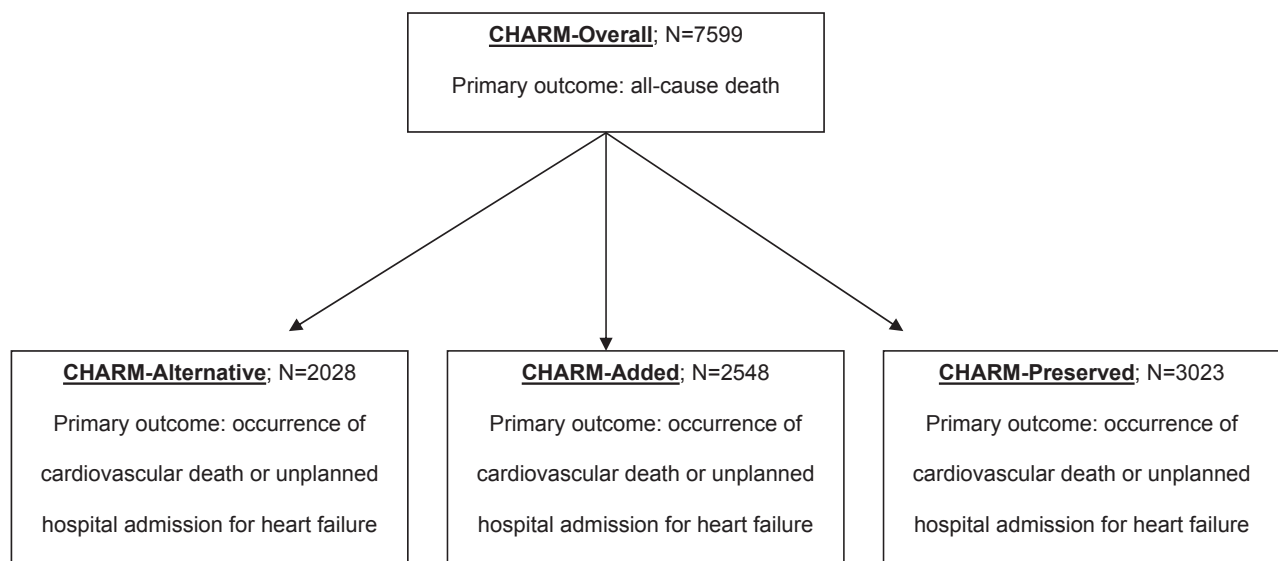 CHARM-Overall; N=7599
Primary outcome: all-cause death
CHARM-Alternative; N=2028
Primary outcome: occurrence of
cardiovascular death or unplanned
hospital admission for heart failure
CHARM-Added; N=2548
Primary outcome: occurrence of
cardiovascular death or unplanned
hospital admission for heart failure
CHARM-Preserved; N=3023
Primary outcome: occurrence of
cardiovascular death or unplanned
hospital admission for heart failure